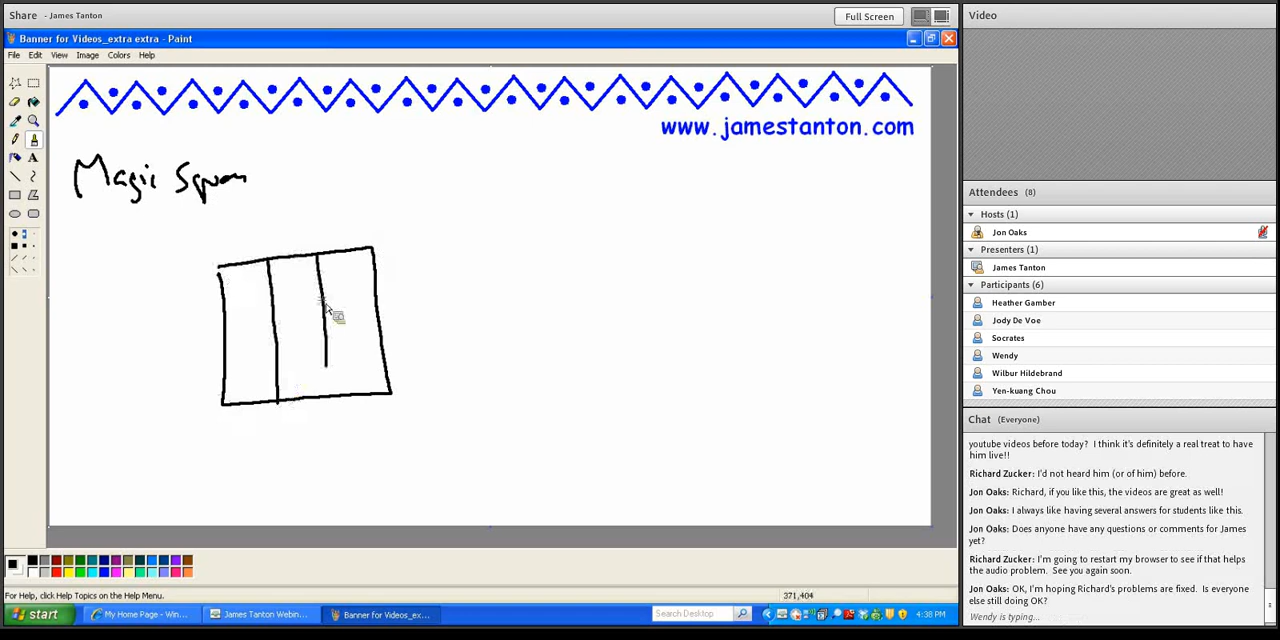 Share - James Tanton
Full Screen
Video
Banner for Videos_extra extra - Paint
File Edit View Image Colors Help
www.jamestanton.com
Magic Squar
Attendees (8)
Hosts (1)
Jon Oaks
Presenters (1)
James Tanton
Participants (6)
Heather Gamber
Jody De Voe
Socrates
Wendy
Wilbur Hildebrand
Yen-kuang Chou
Chat (Everyone)
youtube videos before today? I think it's definitely a real treat to have
him live!!
Richard Zucker: I'd not heard him (or of him) before.
Jon Oaks: Richard, if you like this, the videos are great as well!
Jon Oaks: I always like having several answers for students like this.
Jon Oaks: Does anyone have any questions or comments for James
yet?
Richard Zucker: I'm going to restart my browser to see if that helps
the audio problem. See you again soon.
Jon Oaks: OK, I'm hoping Richard's problems are fixed. Is everyone
else still doing OK?
Wendy is typing...
For Help, click Help Topics on the Help Menu.
371,404
start
My Home Page - Win...
James Tanton Webin...
Banner for Videos_ex...
Search Desktop
4:38 PM